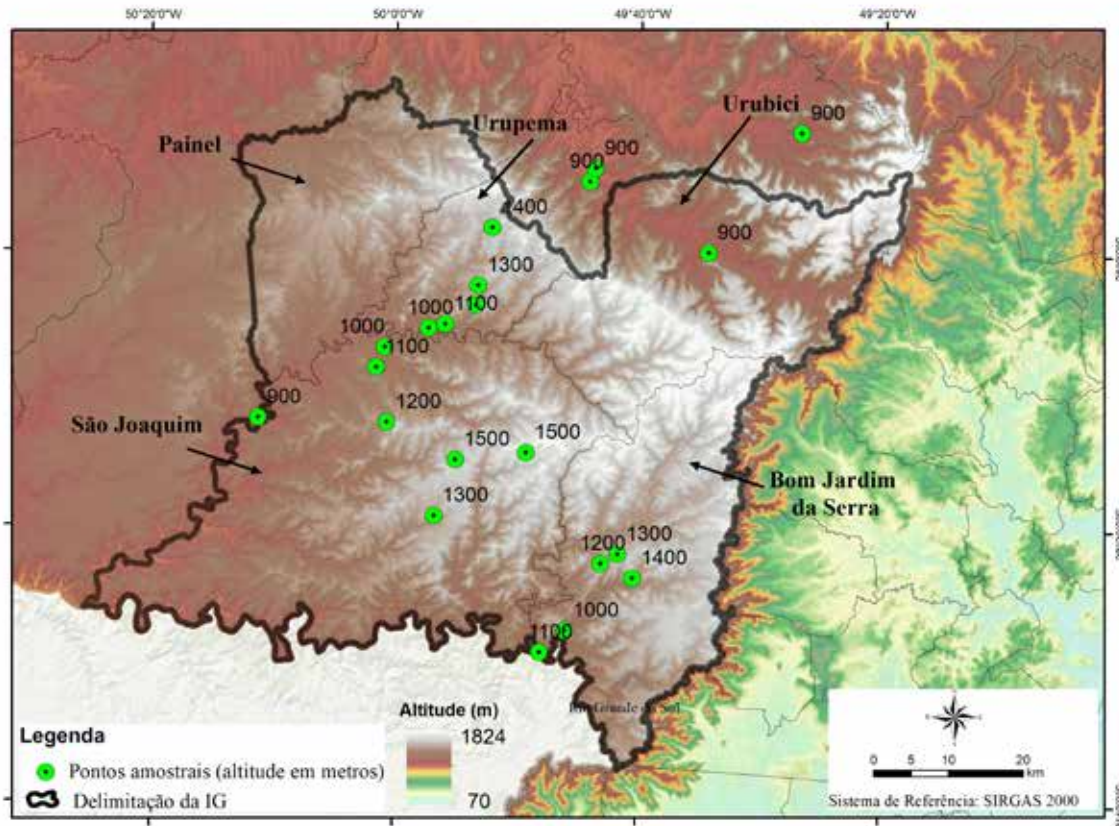 50°20'0"W
50°0'0"W
49°40'0"W
49°20'0"W
900
Urubici
Urupema
Painel
900
900
400
900
1300
1100
1000
1000
1100
900
1200
São Joaquim
1500
1500
Bom Jardim
da Serra
1300
1300
1200
1400
1000
1100
Altitude (m)
1824
70
Legenda
Pontos amostrais (altitude em metros)
Delimitação da IG
0 5 10 20
km
Sistema de Referência: SIRGAS 2000